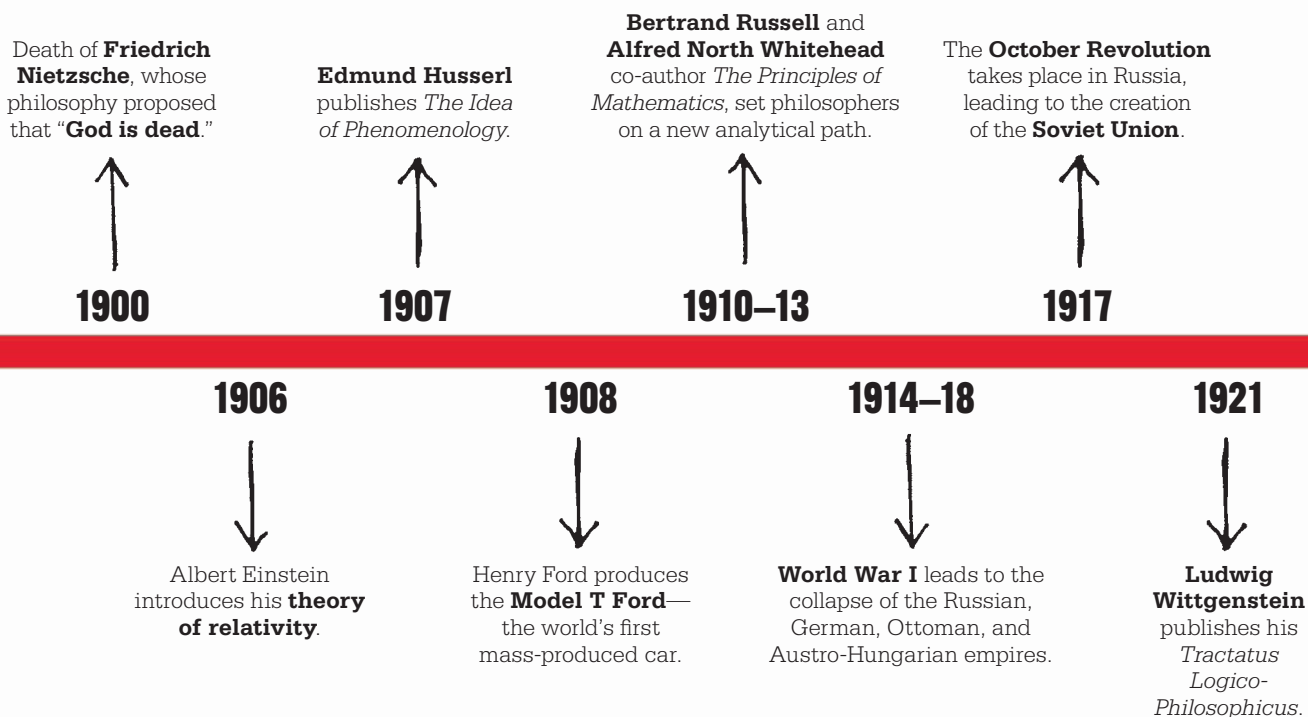 Death of Friedrich
Nietzsche, whose
philosophy proposed
that “God is dead.”
1900
Edmund Husserl
publishes The Idea
of Phenomenology.
1907
Bertrand Russell and
Alfred North Whitehead
co-author The Principles of
Mathematics, set philosophers
on a new analytical path.
1910–13
The October Revolution
takes place in Russia,
leading to the creation
of the Soviet Union.
1917
1906
Albert Einstein
introduces his theory
of relativity.
1908
Henry Ford produces
the Model T Ford—
the world’s first
mass-produced car.
1914–18
World War I leads to the
collapse of the Russian,
German, Ottoman, and
Austro-Hungarian empires.
1921
Ludwig
Wittgenstein
publishes his
Tractatus
Logico-
Philosophicus.